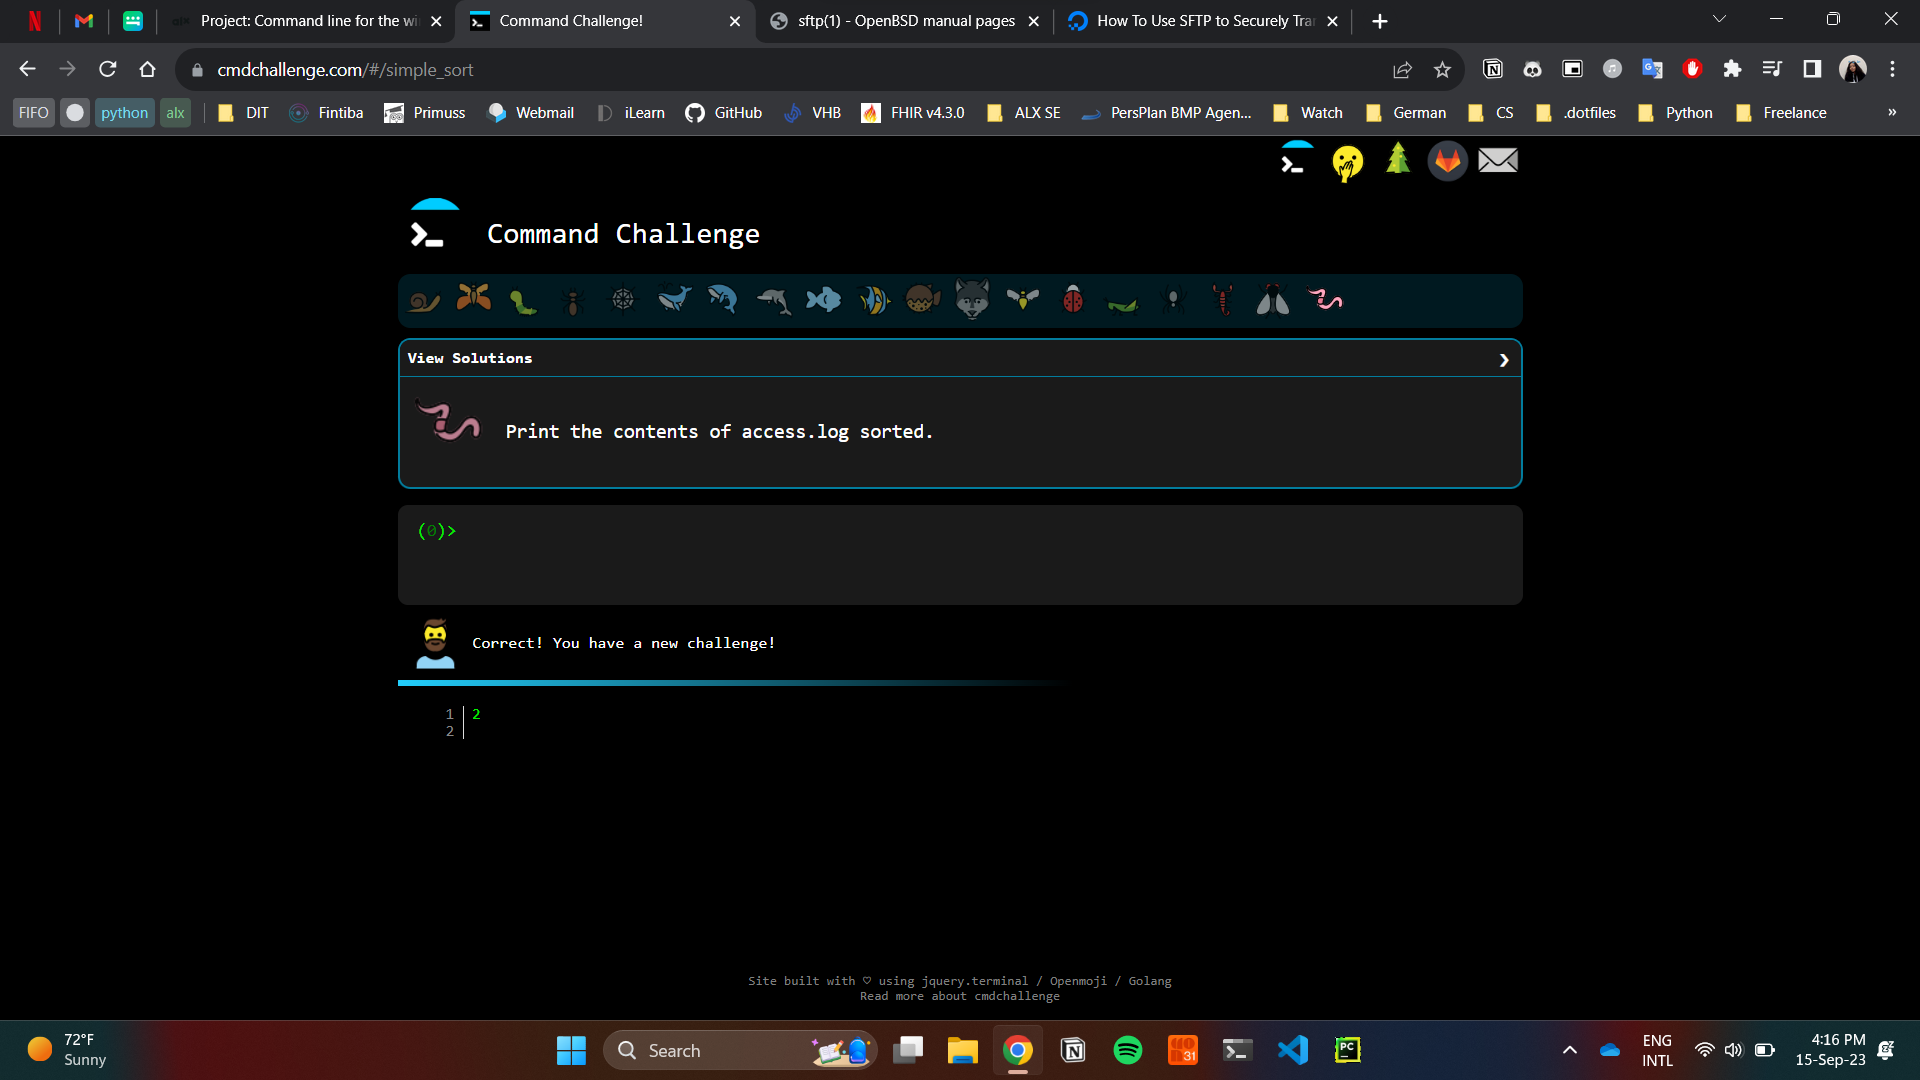 Project: Command line for the wi
Command Challenge!
sftp(1) - OpenBSD manual pages
How To Use SFTP to Securely Tra
cmdchallenge.com/#/simple_sort
FIFO python alx DIT Fintiba Primuss Webmail iLearn GitHub VHB FHIR v4.3.0 ALX SE PersPlan BMP Agen... Watch German CS .dotfiles Python Freelance »
Command Challenge
View Solutions
Print the contents of access.log sorted.
(0)>
Correct! You have a new challenge!
1 2
2
Site built with ♡ using jquery.terminal / Openmoji / Golang
Read more about cmdchallenge
72°F
Sunny
Search
ENG
INTL
4:16 PM
15-Sep-23